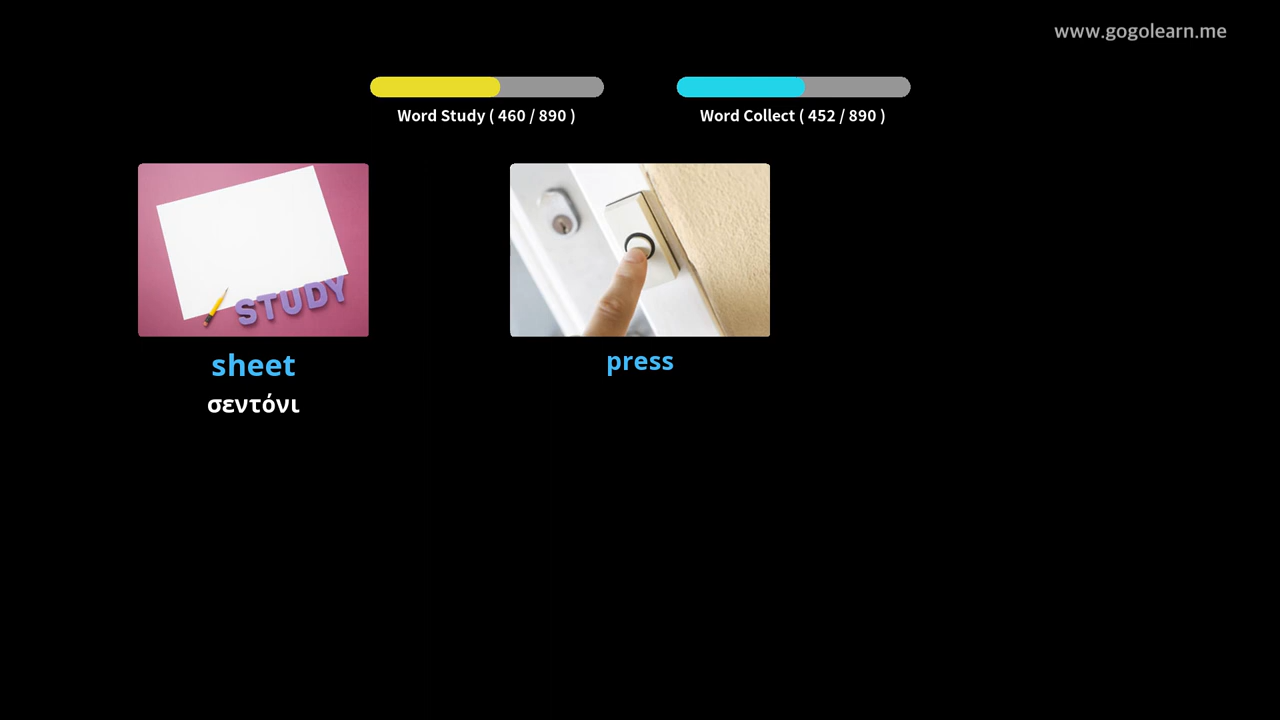 www.gogolearn.me
Word Study ( 460 / 890 )
Word Collect ( 452 / 890 )
STUDY
sheet
σεντόνι
press